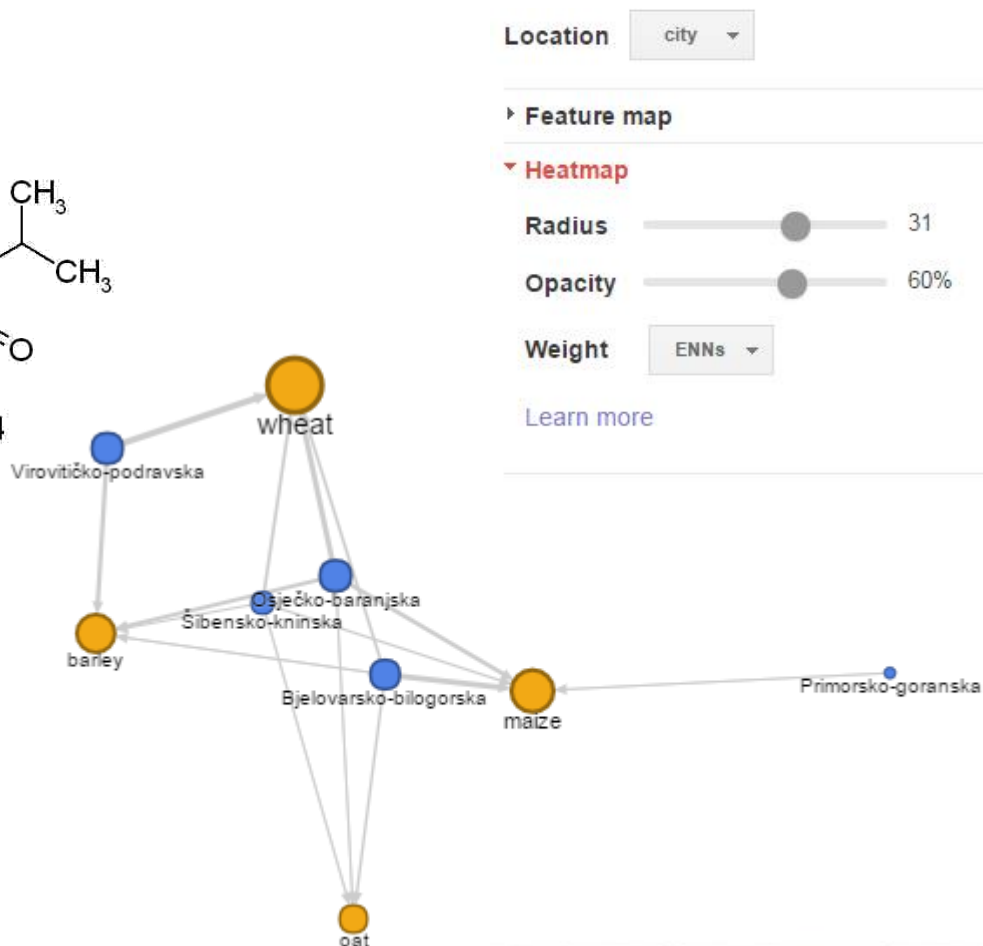 Location city
Feature map
Heatmap
Radius 31
Opacity 60%
Weight ENNs
Learn more
CH3
CH3
O
wheat
Virovitičko-podravska
Osječko-baranjska
Šibensko-kninska
barley
Bjelovarsko-bilogorska
Primorsko-goranska
maize
oat